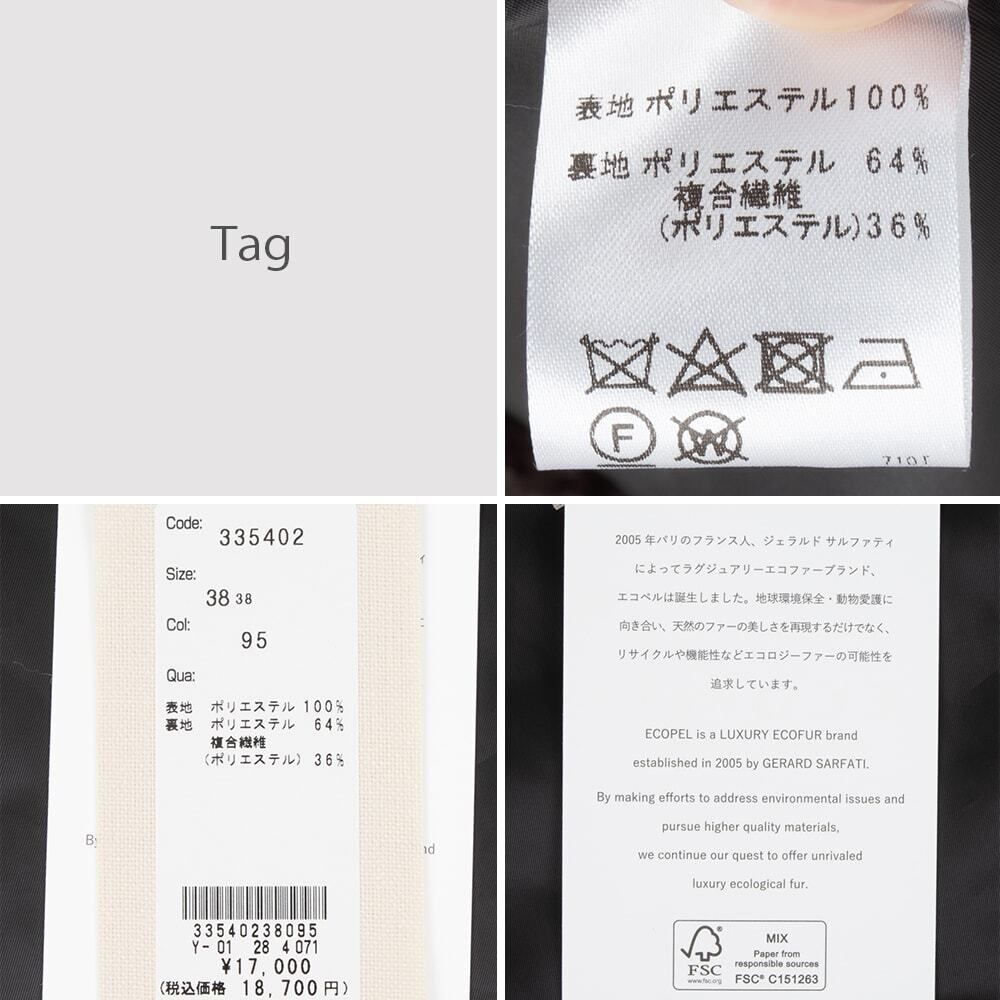 Tag
表地 ポリエステル100%
裏地 ポリエステル 64%
複合繊維
(ポリエステル)36%
F
W
Code:
335402
Size:
38 38
Col:
95
Qua:
表地 ポリエステル 100%
裏地 ポリエステル 64%
複合繊維
(ポリエステル) 36%
33540238095
Y-01 28 4071
¥17,000
(税込価格 18,700円)
2005年パリのフランス人、ジェラルド サルファティ
によってラグジュアリーエコファーブランド、
エコペルは誕生しました。地球環境保全・動物愛護に
向き合い、天然のファーの美しさを再現するだけでなく、
リサイクルや機能性などエコロジーファーの可能性を
追求しています。
ECOPEL is a LUXURY ECOFUR brand
established in 2005 by GERARD SARFATI.
By making efforts to address environmental issues and
pursue higher quality materials,
we continue our quest to offer unrivaled
luxury ecological fur.
FSC
www.fsc.org
MIX
Paper from
responsible sources
FSC® C151263